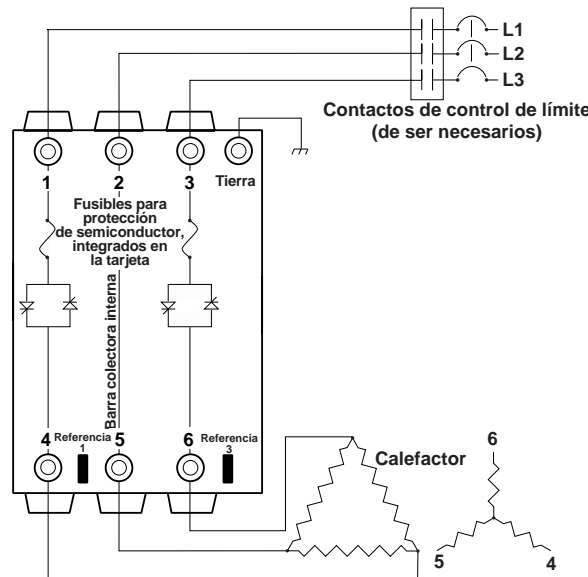 L1
L2
L3
Contactos de control de límite
(de ser necesarios)
1
2
3
Tierra
Fusibles para
protección
de semiconductor,
integrados en
la tarjeta
Barra colectora interna
4
Referencia
1
5
6
Referencia
3
Calefactor
6
5
4